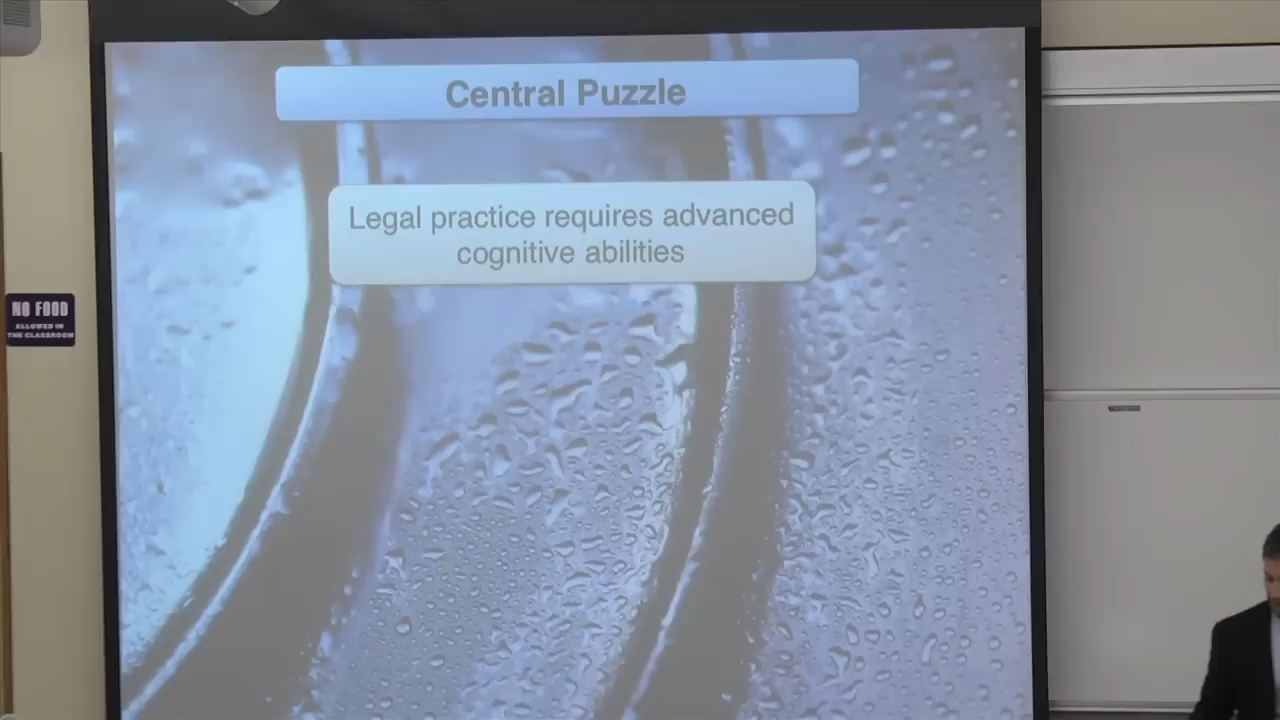 Central Puzzle
Legal practice requires advanced
cognitive abilities
NO FOOD
ALLOWED IN
THE CLASSROOM